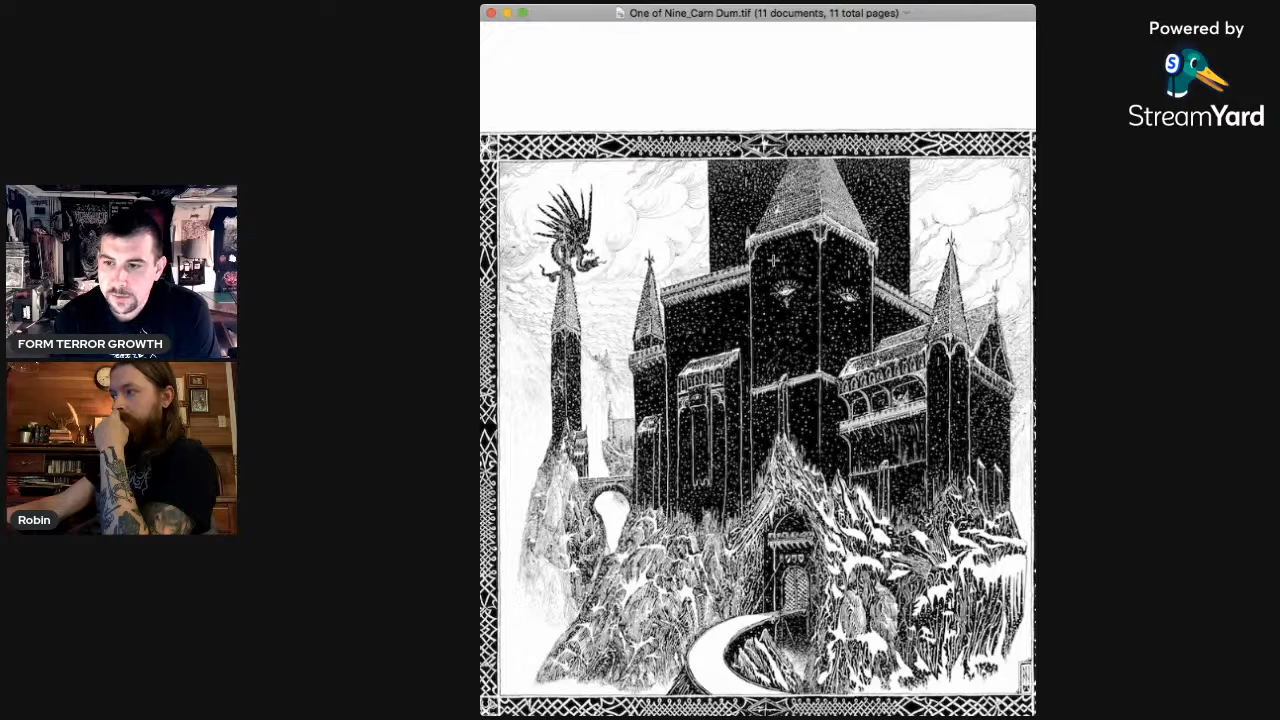 One of Nine_Carn Dum.tif (11 documents, 11 total pages)
Powered by
S
StreamYard
FORM TERROR GROWTH
Robin